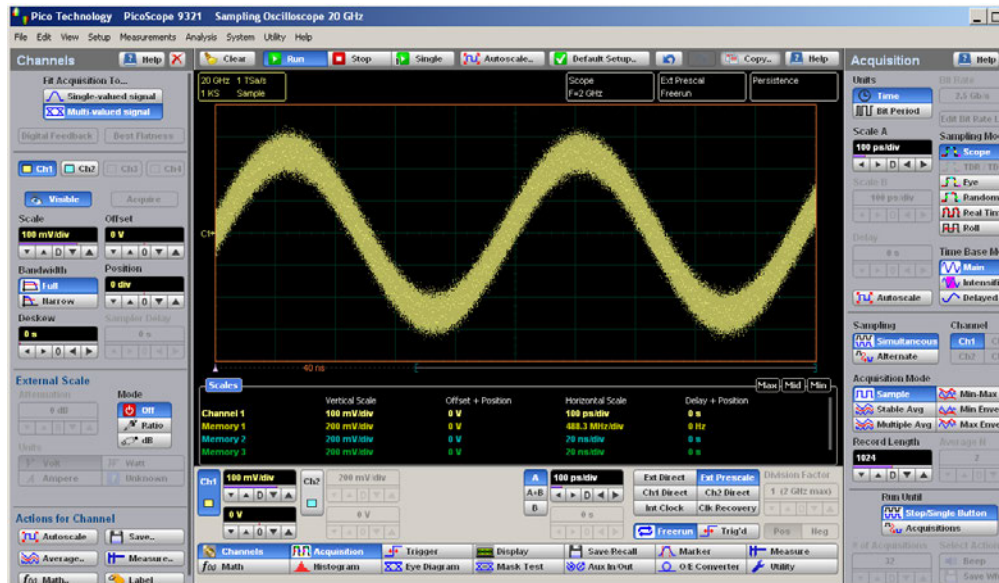 Pico Technology PicoScope 9321 Sampling Oscilloscope 20 GHz
File Edit View Setup Measurements Analysis System Utility Help
Channels Help
Clear Run Stop Single Autoscale... Default Setup... Copy... Help
Acquisition Help
Fit Acquisition To...
Single-valued signal
Multi-valued signal
Digital Feedback Best Flatness
Ch1 Ch2 Ch3 Ch4
Visible Acquire
Scale Offset
100 mV/div 0 V
D 0
Bandwidth Position
Full 0 div
Narrow
Deskew Sampler Delay
0 s 0 s
External Scale
Attenuation Mode
0 dB Off
Ratio
dB
Units
Volt Watt
Ampere Unknown
Actions for Channel
Autoscale Save..
Average.. Measure..
Math.. Label
20 GHz 1 TSa/s
1 KS Sample
Scope
F=2 GHz
Ext Prescal
Freerun
Persistence
C1
40 ns
Scales Max Mid Min
Vertical Scale Offset + Position Horizontal Scale Delay + Position
Channel 1 100 mV/div 0 V 100 ps/div 0 s
Memory 1 200 mV/div 0 V 488.3 MHz/div 0 Hz
Memory 2 200 mV/div 0 V 20 ns/div 0 s
Memory 3 200 mV/div 0 V 20 ns/div 0 s
Ch1 100 mV/div Ch2 200 mV/div
0 V 0 V
A 100 ps/div
A+B
B 0 s
Ext Direct Ext Prescale
Ch1 Direct Ch2 Direct
Int Clock Clk Recovery
Division Factor
1 (2 GHz max)
Freerun Trig'd Pos Neg
Channels Acquisition Trigger Display Save/Recall Marker Measure
Math Histogram Eye Diagram Mask Test Aux In/Out O/E Converter Utility
Units Bit Rate
Time 2.5 Gb/s
Bit Period Edit Bit Rate
Scale A Sampling Mo
100 ps/div Scope
Scale B Eye
100 ps/div Random
Real Tim
Roll
Delay
0 s
Time Base M
Main
Intensifi
Autoscale Delayed
Sampling Channel
Simultaneous Ch1
Alternate Ch2
Acquisition Mode
Sample Min-Max
Stable Avg Min Enve
Multiple Avg Max Enve
Record Length Average N
1024 2
Run Until
Stop/Single Button
Acquisitions
# of Acquisitions Select Action
32 Beep
Save